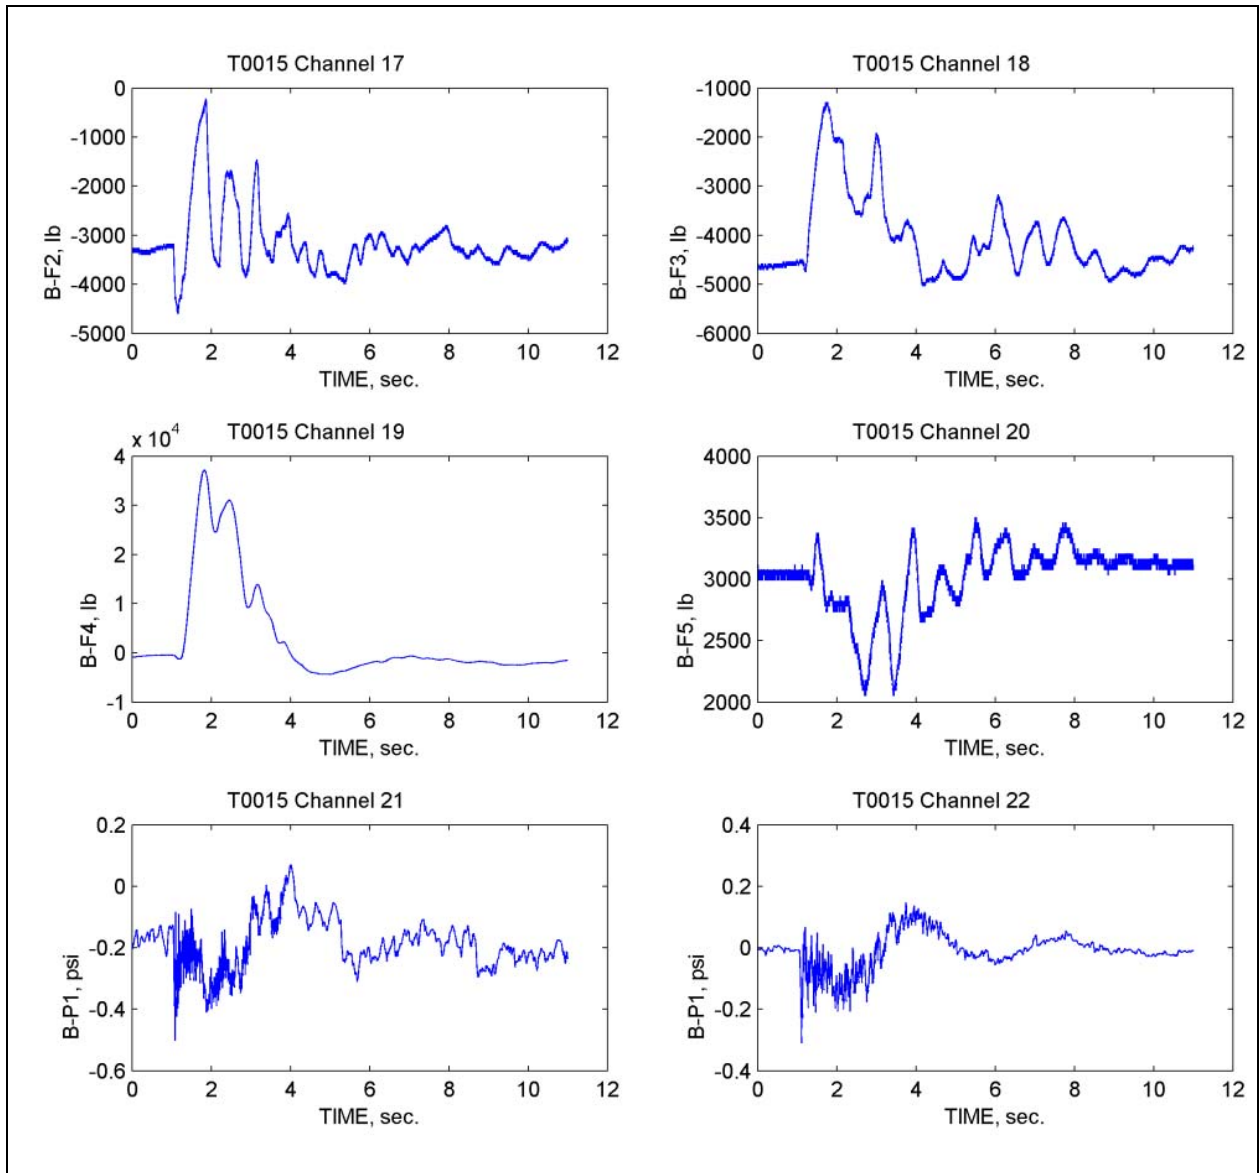 T0015 Channel 17
0
-1000
-2000
-3000
-4000
-5000
B-F2, lb
0 2 4 6 8 10 12
TIME, sec.
T0015 Channel 18
-1000
-2000
-3000
-4000
-5000
-6000
B-F3, lb
0 2 4 6 8 10 12
TIME, sec.
T0015 Channel 19
x 10^4
4
3
2
1
0
-1
B-F4, lb
0 2 4 6 8 10 12
TIME, sec.
T0015 Channel 20
4000
3500
3000
2500
2000
B-F5, lb
0 2 4 6 8 10 12
TIME, sec.
T0015 Channel 21
0.2
0
-0.2
-0.4
-0.6
B-P1, psi
0 2 4 6 8 10 12
TIME, sec.
T0015 Channel 22
0.4
0.2
0
-0.2
-0.4
B-P1, psi
0 2 4 6 8 10 12
TIME, sec.